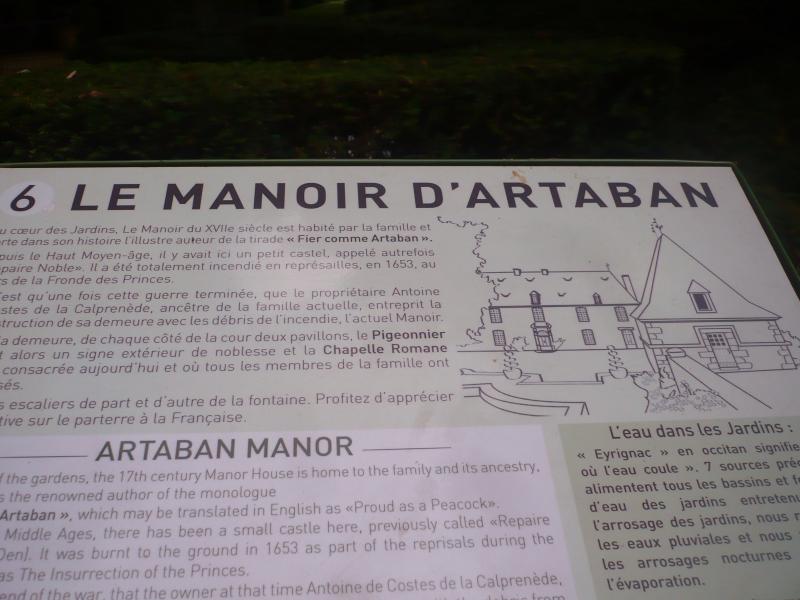 6 LE MANOIR D'ARTABAN
cœur des Jardins, Le Manoir du XVIIe siècle est habité par la famille et
dans son histoire l'illustre auteur de la tirade « Fier comme Artaban ».
le Haut Moyen-âge, il y avait ici un petit castel, appelé autrefois
Noble». Il a été totalement incendié en représailles, en 1653, au
de la Fronde des Princes.
qu'une fois cette guerre terminée, que le propriétaire Antoine
de la Calprenède, ancêtre de la famille actuelle, entreprit la
de sa demeure avec les débris de l'incendie, l'actuel Manoir.
demeure, de chaque côté de la cour deux pavillons, le Pigeonnier
alors un signe extérieur de noblesse et la Chapelle Romane
consacrée aujourd'hui et où tous les membres de la famille ont
escaliers de part et d'autre de la fontaine. Profitez d'apprécier
sur le parterre à la Française.
ARTABAN MANOR
of the gardens, the 17th century Manor House is home to the family and its ancestry.
the renowned author of the monologue
Artaban », which may be translated in English as «Proud as a Peacock».
Middle Ages, there has been a small castle here, previously called «Repaire
Den). It was burnt to the ground in 1653 as part of the reprisals during the
as The Insurrection of the Princes.
end of the war, that the owner at that time Antoine de Costes de la Calprenède,
L'eau dans les Jardins :
« Eyrignac » en occitan signifie
où l'eau coule ». 7 sources
alimentent tous les bassins et
d'eau des jardins
l'arrosage des jardins, nous
les eaux pluviales et nous
les arrosages nocturnes
l'évaporation.